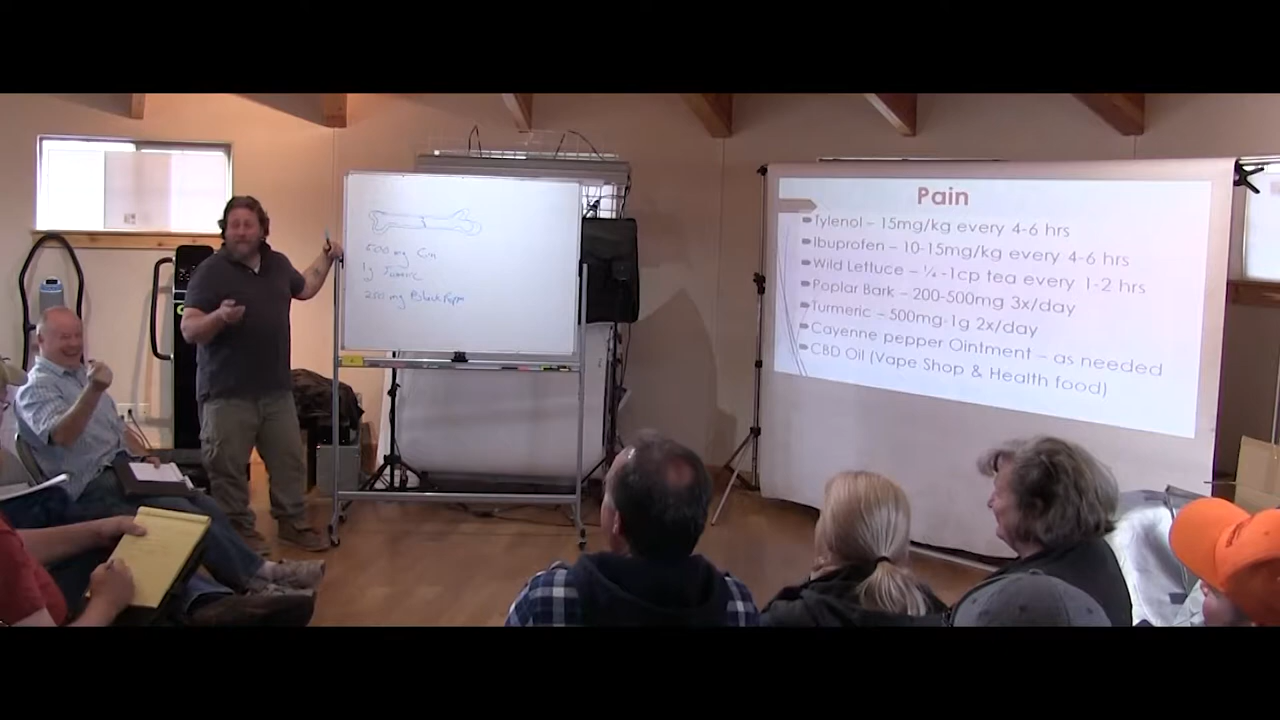 500 mg Cin
1g Turmeric
250 mg Black Pepper
Pain
Tylenol – 15mg/kg every 4-6 hrs
Ibuprofen – 10-15mg/kg every 4-6 hrs
Wild Lettuce – ¼ -1cp tea every 1-2 hrs
Poplar Bark – 200-500mg 3x/day
Turmeric – 500mg-1g 2x/day
Cayenne pepper Ointment – as needed
CBD Oil (Vape Shop & Health food)